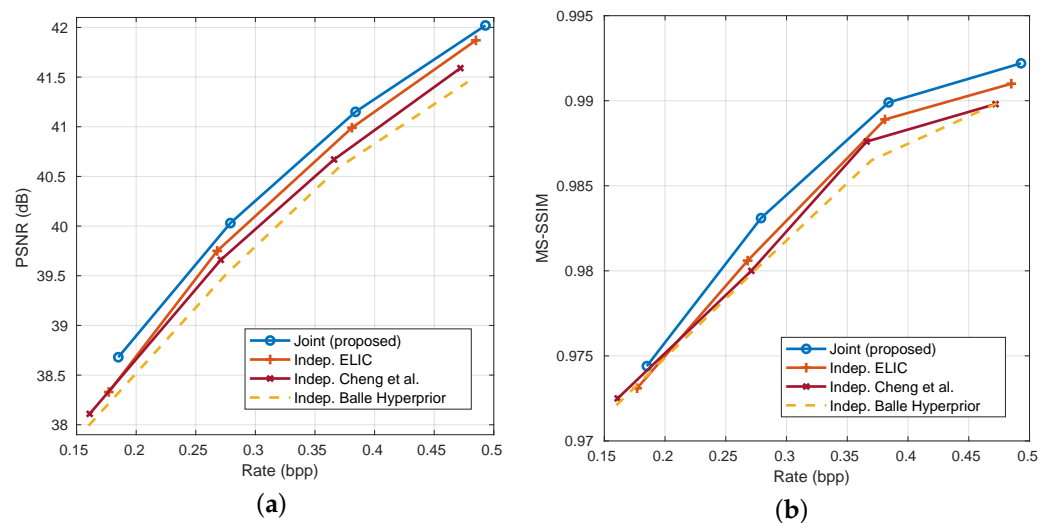 42
41.5
41
40.5
40
39.5
39
38.5
38
PSNR (dB)
Joint (proposed)
Indep. ELIC
Indep. Cheng et al.
Indep. Balle Hyperprior
0.15 0.2 0.25 0.3 0.35 0.4 0.45 0.5
Rate (bpp)
(a)
0.995
0.99
0.985
0.98
0.975
0.97
MS-SSIM
Joint (proposed)
Indep. ELIC
Indep. Cheng et al.
Indep. Balle Hyperprior
0.15 0.2 0.25 0.3 0.35 0.4 0.45 0.5
Rate (bpp)
(b)